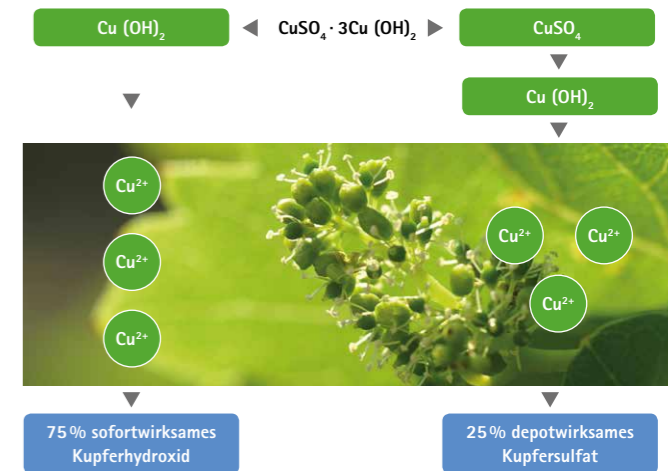 Cu (OH)₂
CuSO₄ · 3Cu (OH)₂
CuSO₄
Cu (OH)₂
Cu²⁺
Cu²⁺
Cu²⁺
Cu²⁺
Cu²⁺
Cu²⁺
75 % sofortwirksames
Kupferhydroxid
25 % depotwirksames
Kupfersulfat